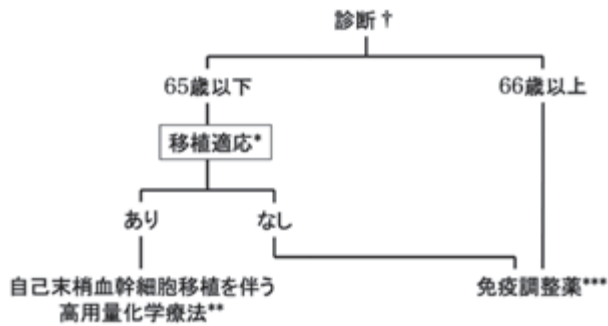 診断†
65歳以下
66歳以上
移植適応*
あり
なし
自己末梢血幹細胞移植を伴う
高用量化学療法**
免疫調整薬***